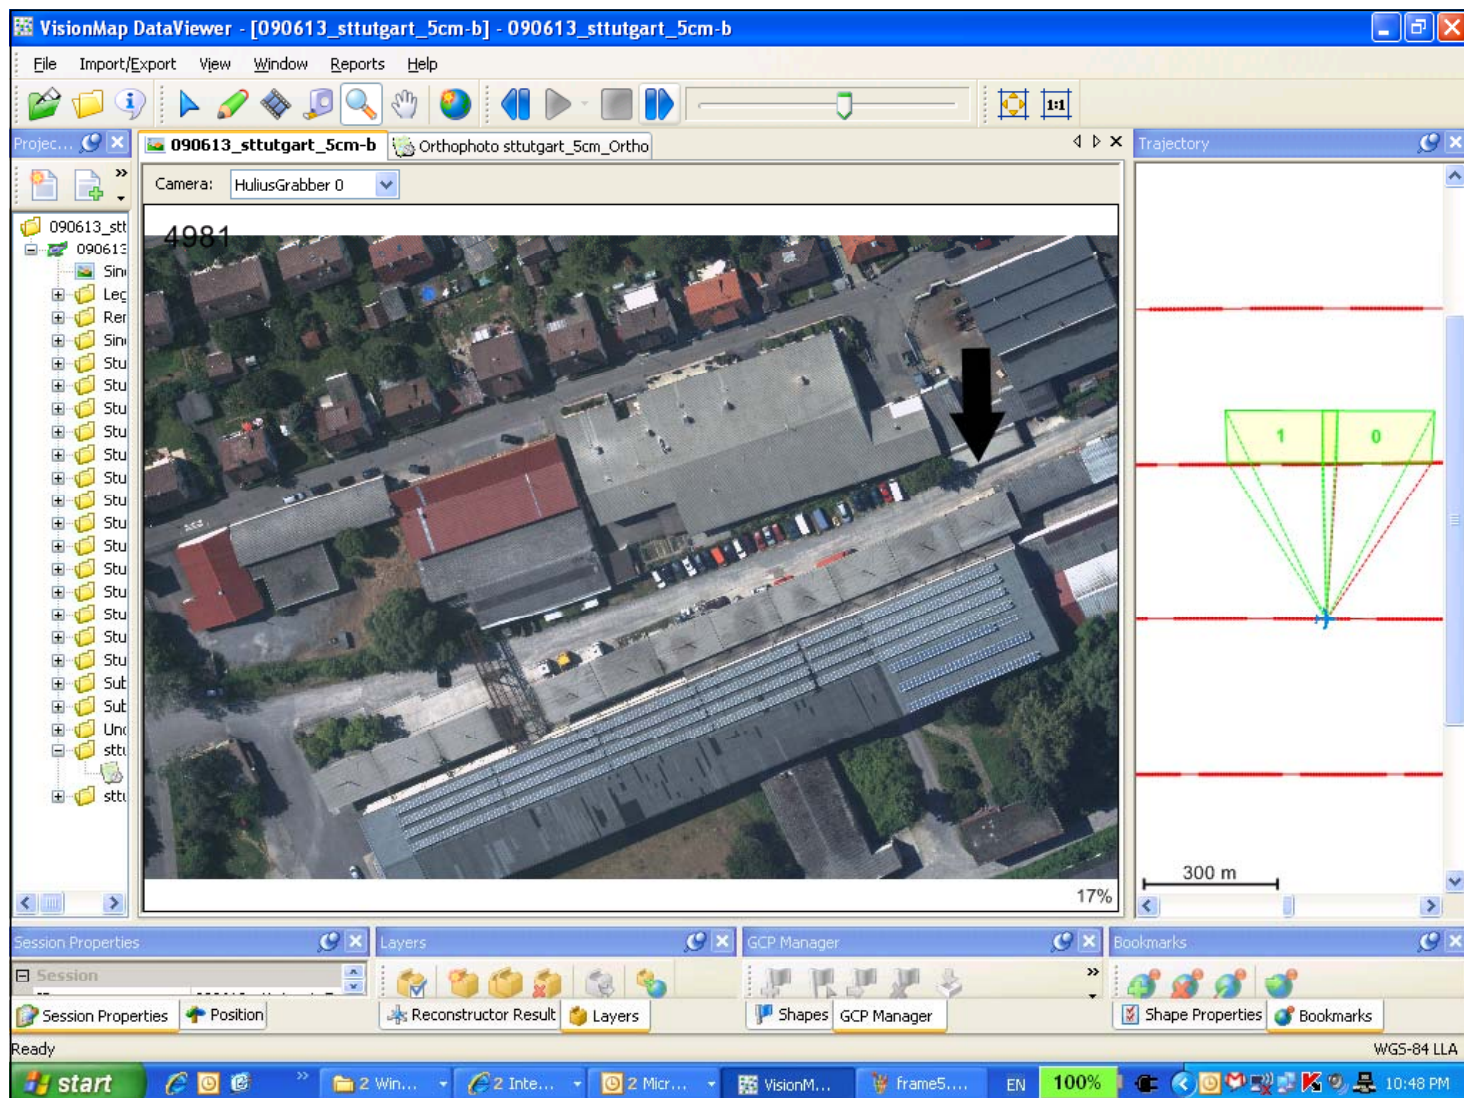 VisionMap DataViewer - [090613_sttutgart_5cm-b] - 090613_sttutgart_5cm-b
File Import/Export View Window Reports Help
1:1
Projec...
090613_sttutgart_5cm-b
Orthophoto sttutgart_5cm_Ortho
Trajectory
Camera: HuliusGrabber 0
4981
090613_stt
090613
Sin
Leg
Rer
Sin
Stu
Stu
Stu
Stu
Stu
Stu
Stu
Stu
Stu
Stu
Stu
Stu
Stu
Stu
Sub
Sub
Und
sttu
sttu
1 0
300 m
17%
Session Properties
Layers
GCP Manager
Bookmarks
Session
Session Properties
Position
Reconstructor Result
Layers
Shapes
GCP Manager
Shape Properties
Bookmarks
Ready
WGS-84 LLA
start
2 Win...
2 Inte...
2 Micr...
VisionM...
frame5....
EN
100%
10:48 PM